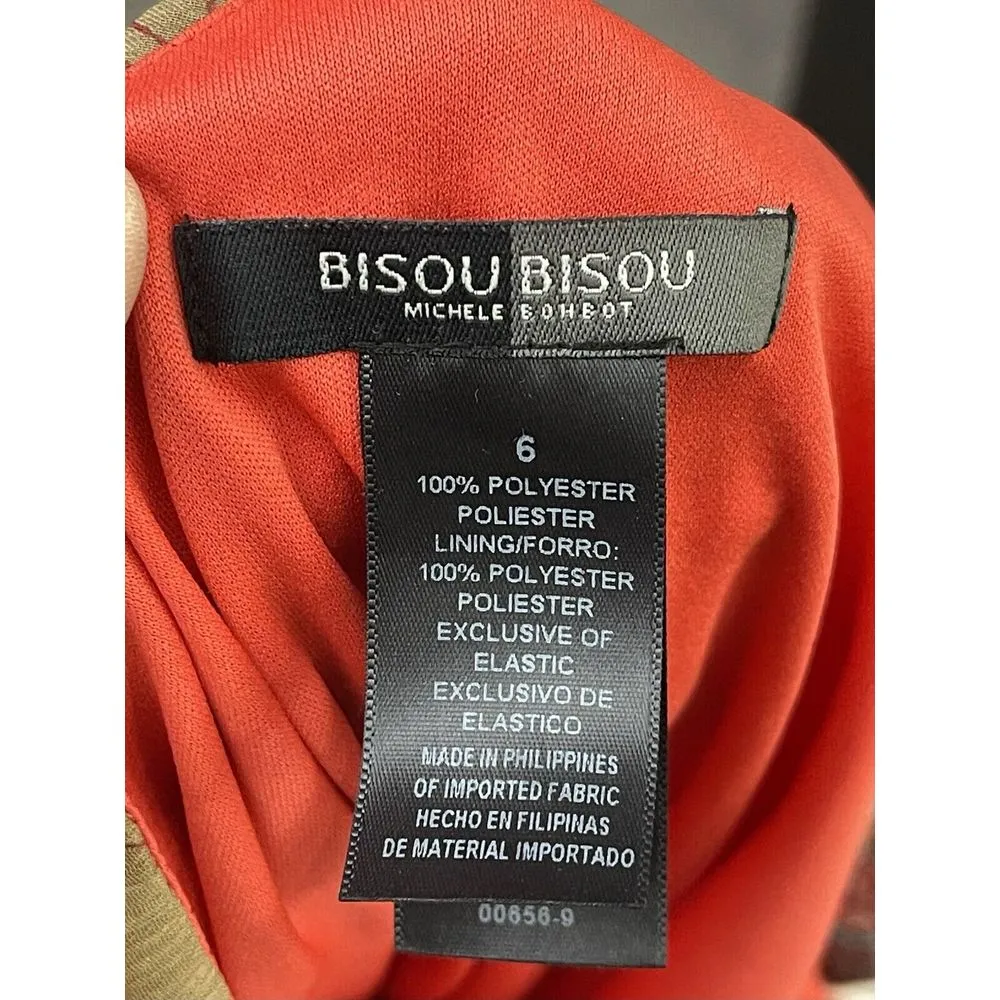 BISOU BISOU
MICHELE BOHBOT
6
100% POLYESTER
POLIESTER
LINING/FORRO:
100% POLYESTER
POLIESTER
EXCLUSIVE OF
ELASTIC
EXCLUSIVO DE
ELASTICO
MADE IN PHILIPPINES
OF IMPORTED FABRIC
HECHO EN FILIPINAS
DE MATERIAL IMPORTADO
00656-9